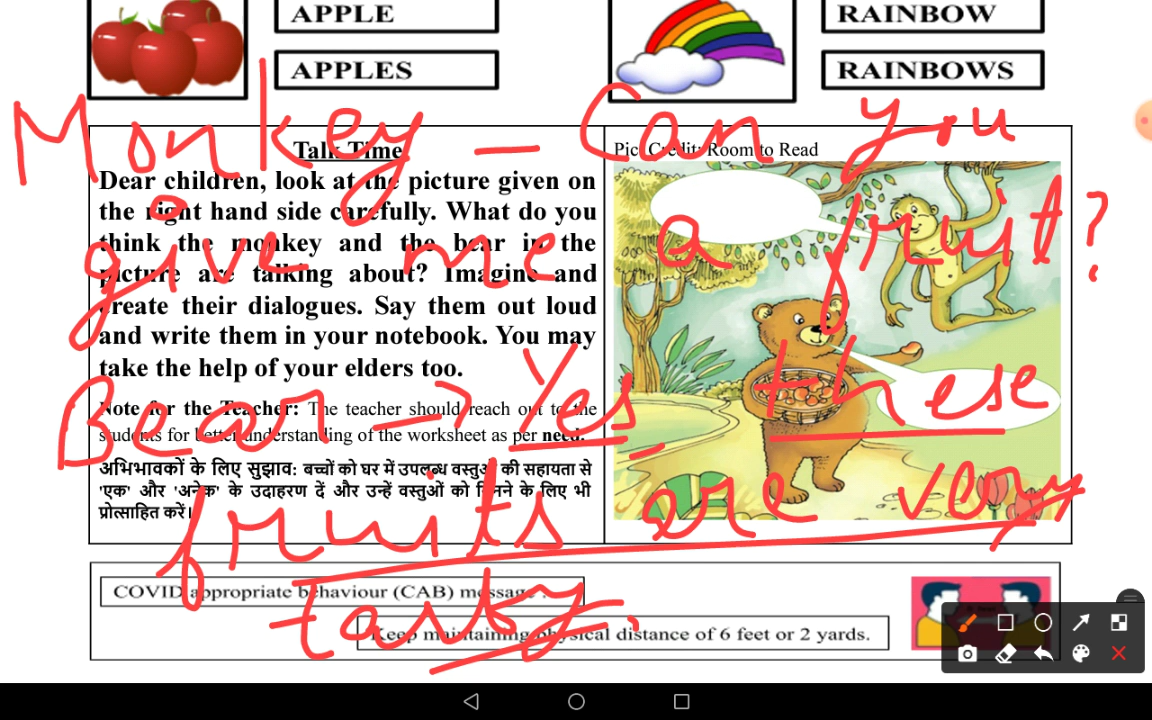 APPLE
RAINBOW
APPLES
RAINBOWS
Monkey - Can you
give me a fruit?
Bear → Yes, these
fruits are very
tasty.
Talk Time
Pic Credit: Room to Read
Dear children, look at the picture given on
the right hand side carefully. What do you
think the monkey and the bear in the
picture are talking about? Imagine and
create their dialogues. Say them out loud
and write them in your notebook. You may
take the help of your elders too.
Note for the Teacher: The teacher should reach out to the
students for better understanding of the worksheet as per need.
अभिभावकों के लिए सुझाव: बच्चों को घर में उपलब्ध वस्तुओं की सहायता से
'एक' और 'अनेक' के उदाहरण दें और उन्हें वस्तुओं को गिनने के लिए भी
प्रोत्साहित करें।
COVID appropriate behaviour (CAB) message :
Keep maintaining physical distance of 6 feet or 2 yards.